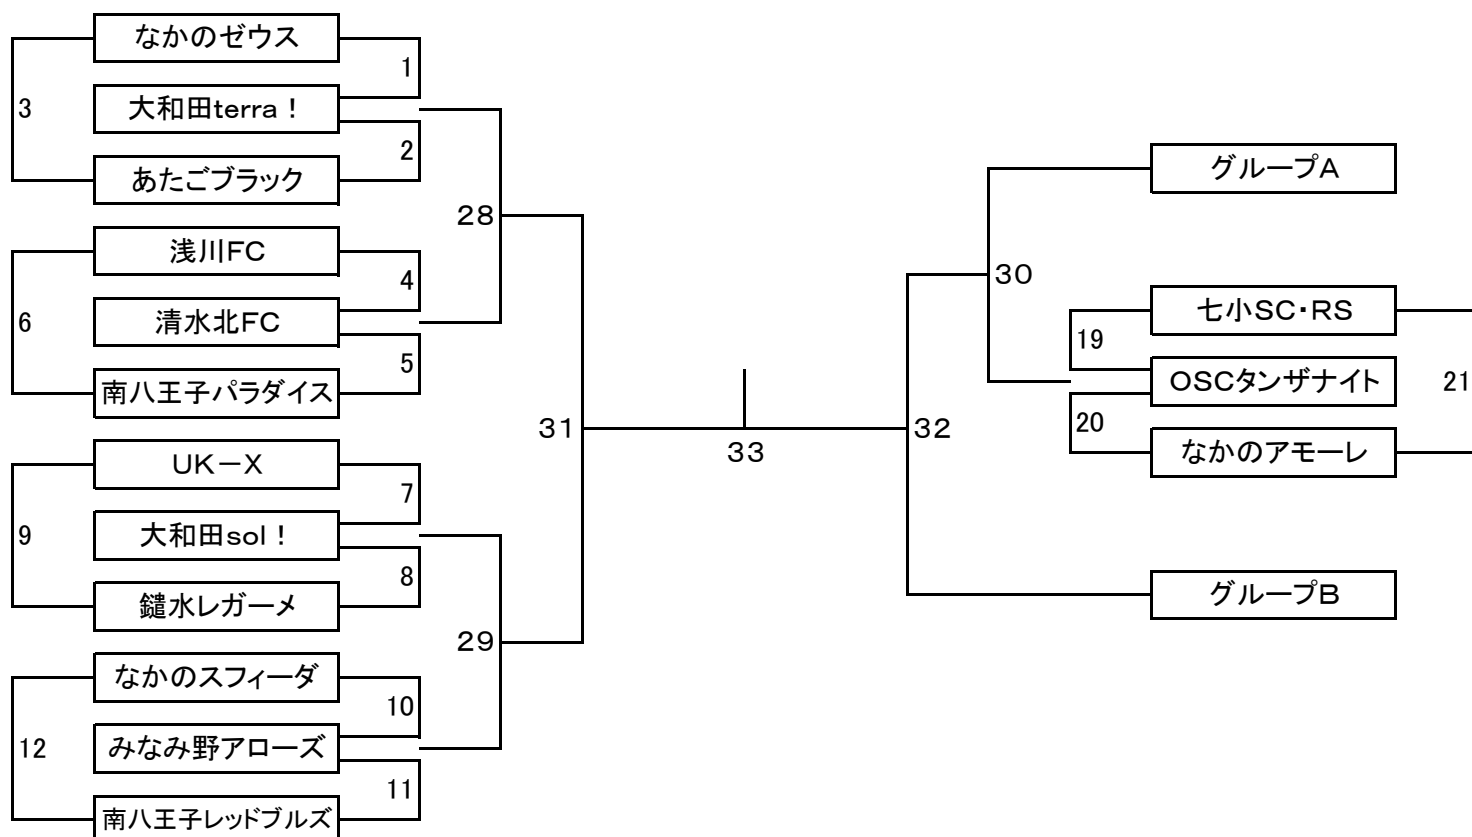 なかのゼウス
1
3
大和田terra！
2
あたごブラック
28
浅川FC
4
6
清水北FC
5
南八王子パラダイス
31
UK－X
7
9
大和田sol！
8
鑓水レガーメ
29
なかのスフィーダ
10
12
みなみ野アローズ
11
南八王子レッドブルズ
33
32
グループA
30
七小SC・RS
19
OSCタンザナイト
21
20
なかのアモーレ
グループB